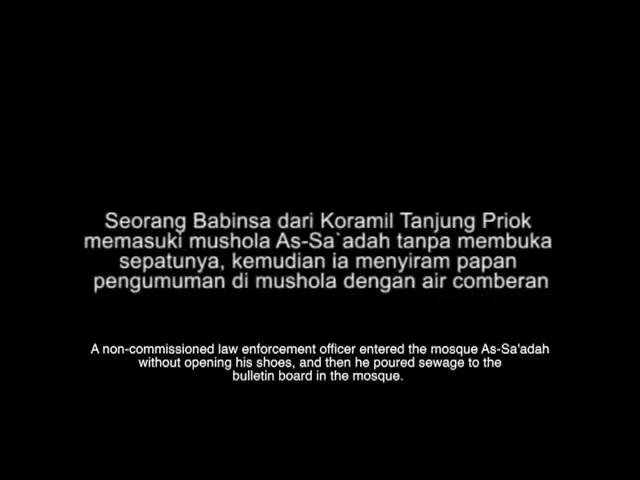 Seorang Babinsa dari Koramil Tanjung Priok
memasuki mushola As-Sa`adah tanpa membuka
sepatunya, kemudian ia menyiram papan
pengumuman di mushola dengan air comberan
A non-commissioned law enforcement officer entered the mosque As-Sa'adah
without opening his shoes, and then he poured sewage to the
bulletin board in the mosque.